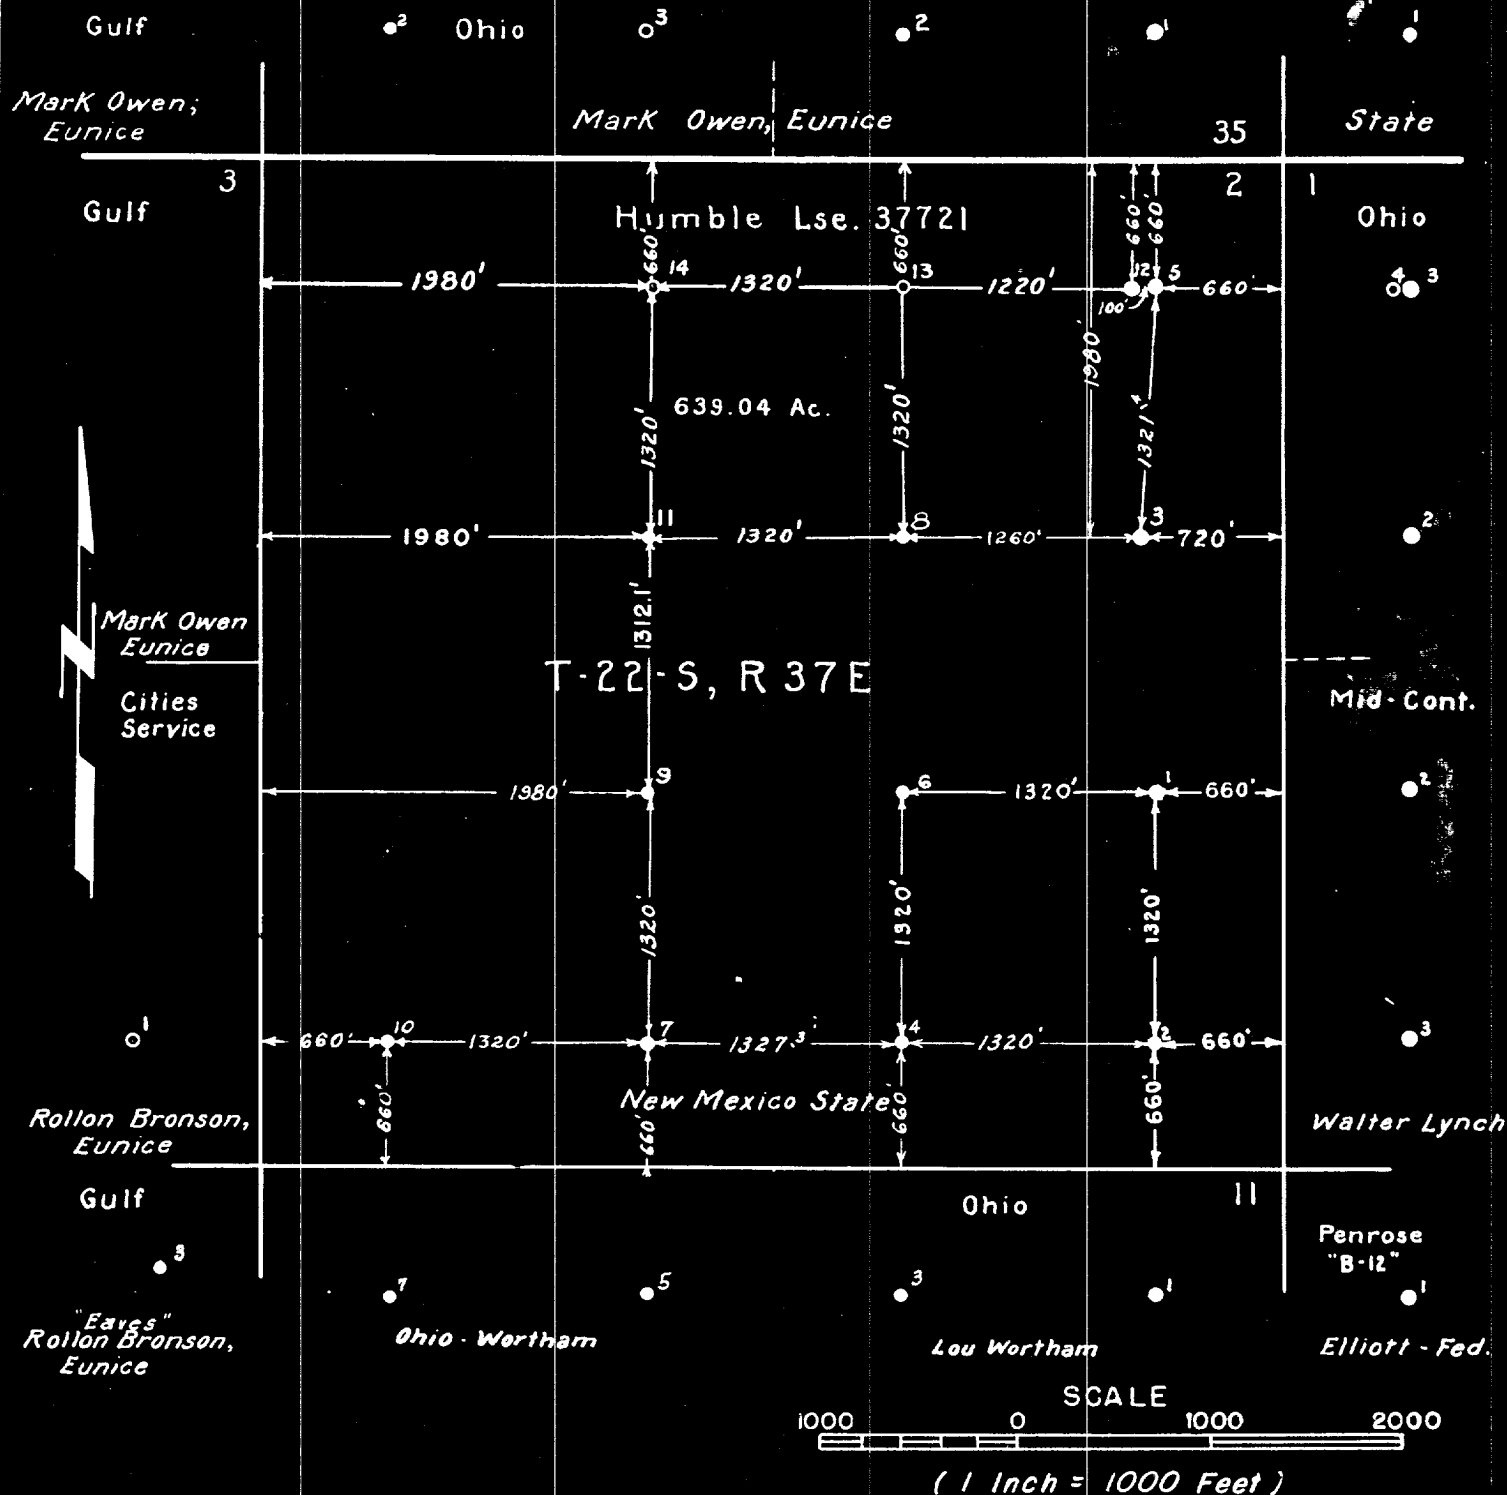 Gulf
2
Ohio
3
2
1
1
Mark Owen,
Eunice
Mark Owen, Eunice
35
State
3
2
1
Gulf
Humble Lse. 37721
Ohio
660'
660'
660'
660'
1980'
14
1320'
13
1220'
12
5
660'
4
3
100'
1980'
639.04 Ac.
1320'
1320'
1321.4
1980'
11
1320'
8
1260'
3
720'
2
1312.1'
Mark Owen
Eunice
T-22-S, R 37E
Cities
Service
Mid-Cont.
1980'
9
6
1320'
1
660'
2
1320'
1320'
1320'
1
660'
10
1320'
7
1327.3
4
1320'
2
660'
3
660'
660'
660'
660'
New Mexico State
Rollon Bronson,
Eunice
Walter Lynch
Gulf
Ohio
11
Penrose
"B-12"
3
7
5
3
1
1
"Eaves"
Rollon Bronson,
Eunice
Ohio - Wortham
Lou Wortham
Elliott - Fed.
SCALE
1000 0 1000 2000
( 1 Inch = 1000 Feet )